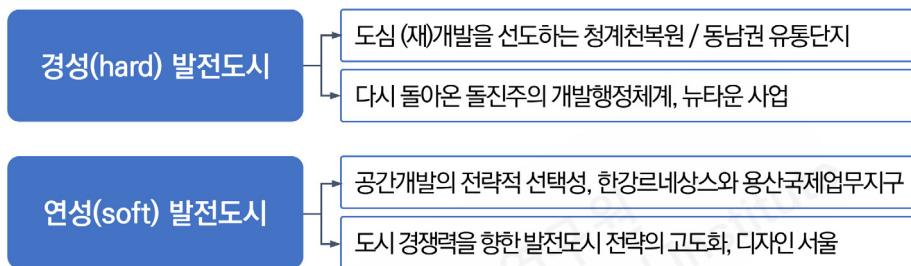 경성(hard) 발전도시
도심 (재)개발을 선도하는 청계천복원 / 동남권 유통단지
다시 돌아온 돌진주의 개발행정체계, 뉴타운 사업
연성(soft) 발전도시
공간개발의 전략적 선택성, 한강르네상스와 용산국제업무지구
도시 경쟁력을 향한 발전도시 전략의 고도화, 디자인 서울